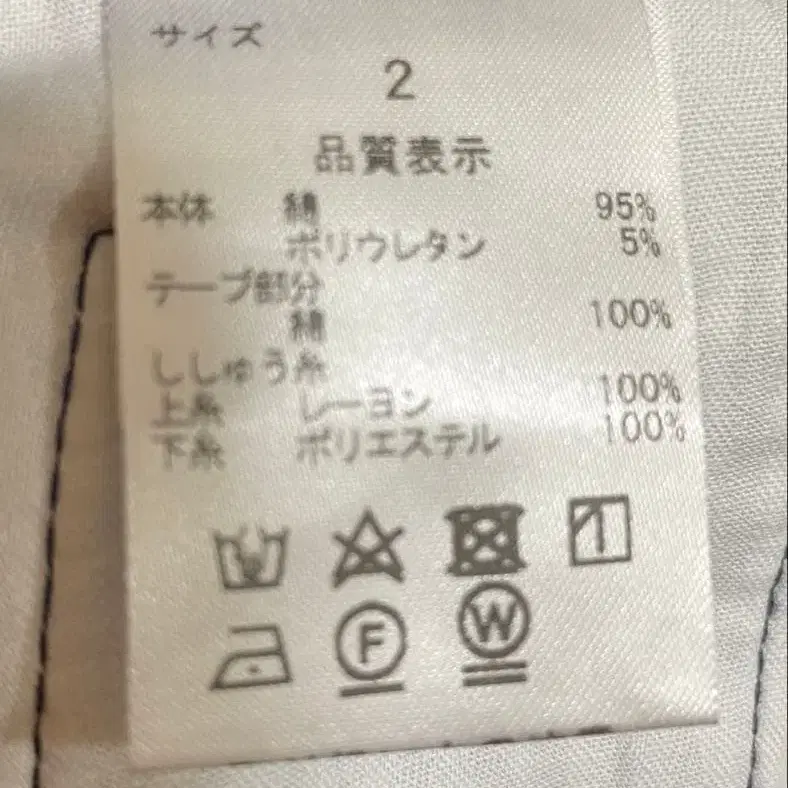 サイズ
2
品質表示
本体 綿 95%
ポリウレタン 5%
テープ部分
綿 100%
ししゅう糸
上糸 レーヨン 100%
下糸 ポリエステル 100%
F W